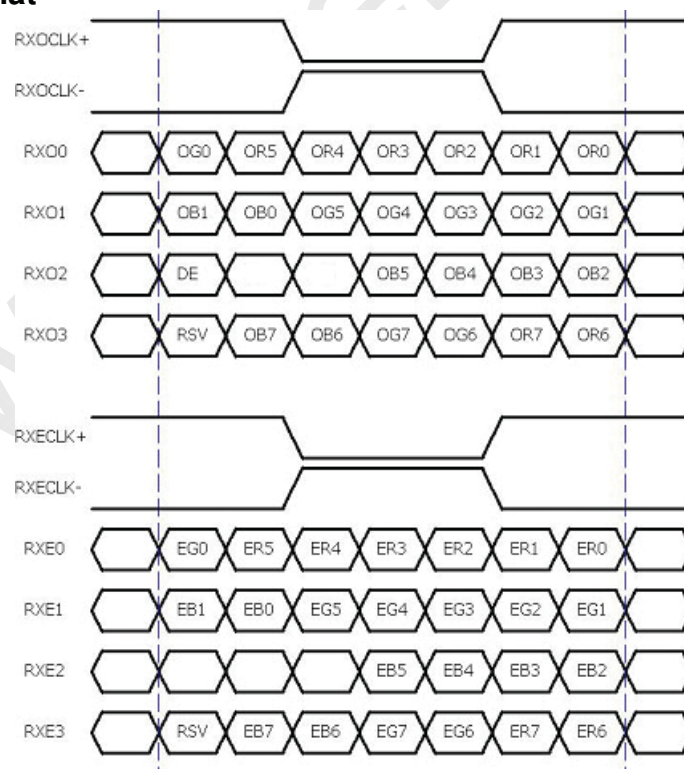 RXOCLK+
RXOCLK-
RXO0 OG0 OR5 OR4 OR3 OR2 OR1 OR0
RXO1 OB1 OB0 OG5 OG4 OG3 OG2 OG1
RXO2 DE OB5 OB4 OB3 OB2
RXO3 RSV OB7 OB6 OG7 OG6 OR7 OR6
RXECLK+
RXECLK-
RXE0 EG0 ER5 ER4 ER3 ER2 ER1 ER0
RXE1 EB1 EB0 EG5 EG4 EG3 EG2 EG1
RXE2 EB5 EB4 EB3 EB2
RXE3 RSV EB7 EB6 EG7 EG6 ER7 ER6